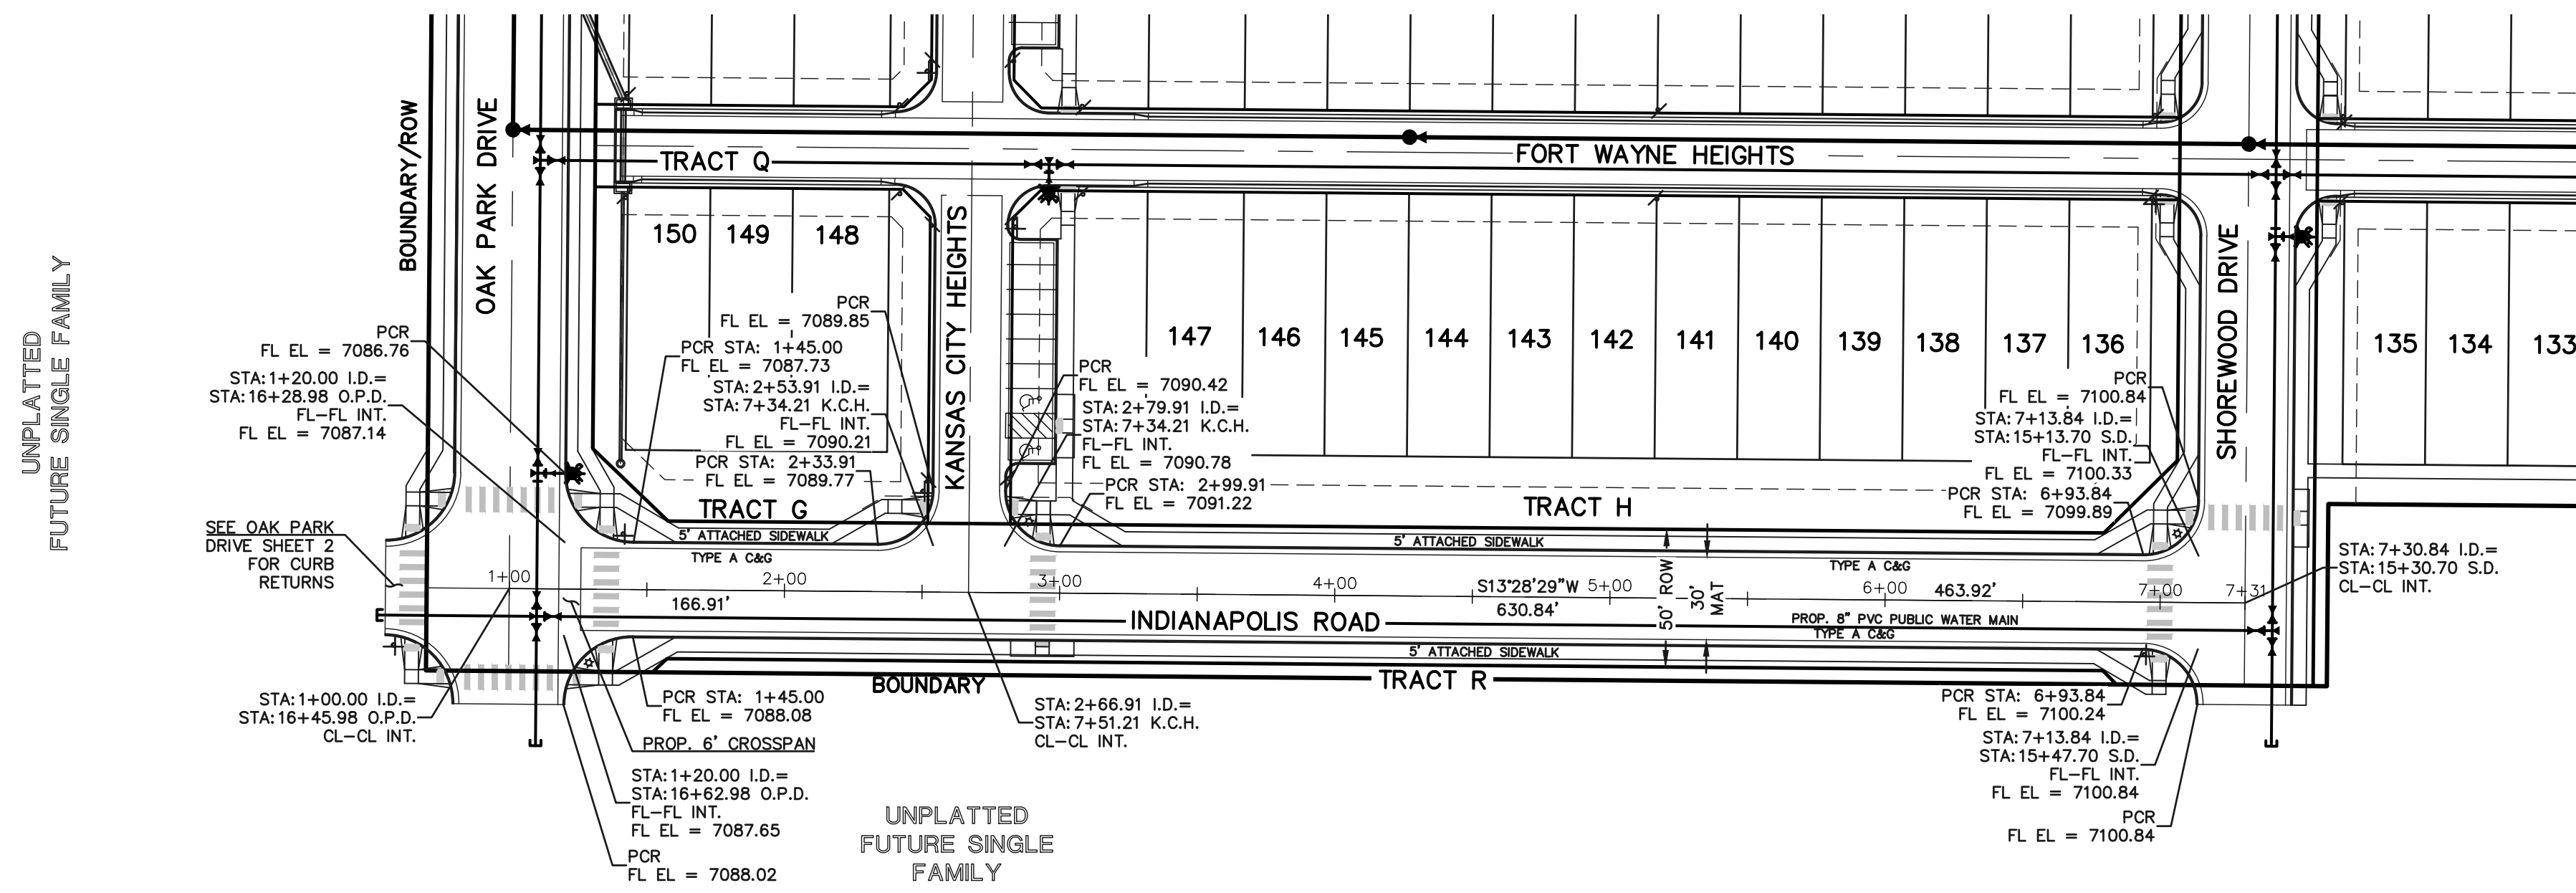 BOUNDARY/ROW
OAK PARK DRIVE
UNPLATTED
FUTURE SINGLE FAMILY
TRACT Q
FORT WAYNE HEIGHTS
KANSAS CITY HEIGHTS
SHOREWOOD DRIVE
150
149
148
147
146
145
144
143
142
141
140
139
138
137
136
135
134
133
PCR
FL EL = 7086.76
STA:1+20.00 I.D.=
STA:16+28.98 O.P.D.
FL-FL INT.
FL EL = 7087.14
SEE OAK PARK
DRIVE SHEET 2
FOR CURB
RETURNS
STA:1+00.00 I.D.=
STA:16+45.98 O.P.D.
CL-CL INT.
PCR
FL EL = 7089.85
PCR STA: 1+45.00
FL EL = 7087.73
STA:2+53.91 I.D.=
STA:7+34.21 K.C.H.
FL-FL INT.
FL EL = 7090.21
PCR STA: 2+33.91
FL EL = 7089.77
TRACT G
5' ATTACHED SIDEWALK
TYPE A C&G
PCR
FL EL = 7090.42
STA:2+79.91 I.D.=
STA:7+34.21 K.C.H.
FL-FL INT.
FL EL = 7090.78
PCR STA: 2+99.91
FL EL = 7091.22
TRACT H
5' ATTACHED SIDEWALK
TYPE A C&G
PCR
FL EL = 7100.84
STA:7+13.84 I.D.=
STA:15+13.70 S.D.
FL-FL INT.
FL EL = 7100.33
PCR STA: 6+93.84
FL EL = 7099.89
STA:7+30.84 I.D.=
STA:15+30.70 S.D.
CL-CL INT.
1+00
2+00
3+00
4+00
S13°28'29"W
5+00
6+00
463.92'
7+00
7+31
166.91'
630.84'
50' ROW
30'
MAT
INDIANAPOLIS ROAD
PROP. 8" PVC PUBLIC WATER MAIN
TYPE A C&G
5' ATTACHED SIDEWALK
BOUNDARY
TRACT R
PCR STA: 1+45.00
FL EL = 7088.08
PROP. 6' CROSSPAN
STA:1+20.00 I.D.=
STA:16+62.98 O.P.D.
FL-FL INT.
FL EL = 7087.65
PCR
FL EL = 7088.02
STA:2+66.91 I.D.=
STA:7+51.21 K.C.H.
CL-CL INT.
UNPLATTED
FUTURE SINGLE
FAMILY
PCR STA: 6+93.84
FL EL = 7100.24
STA:7+13.84 I.D.=
STA:15+47.70 S.D.
FL-FL INT.
FL EL = 7100.84
PCR
FL EL = 7100.84